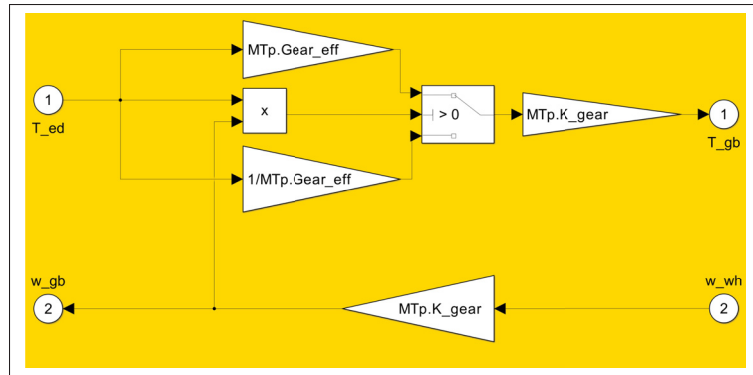 MTp.Gear_eff
1
T_ed
x
> 0
MTp.K_gear
1
T_gb
1/MTp.Gear_eff
w_gb
2
MTp.K_gear
w_wh
2